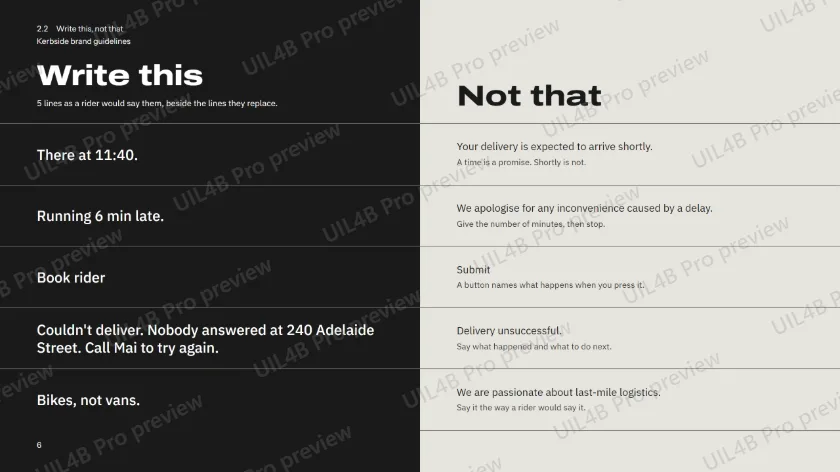 2.2 Write this, not that
Kerbside brand guidelines
Write this
5 lines as a rider would say them, beside the lines they replace.
Not that
There at 11:40.
Your delivery is expected to arrive shortly.
A time is a promise. Shortly is not.
Running 6 min late.
We apologise for any inconvenience caused by a delay.
Give the number of minutes, then stop.
Book rider
Submit
A button names what happens when you press it.
Couldn't deliver. Nobody answered at 240 Adelaide
Street. Call Mai to try again.
Delivery unsuccessful.
Say what happened and what to do next.
Bikes, not vans.
We are passionate about last-mile logistics.
Say it the way a rider would say it.
6
UIL4B Pro preview